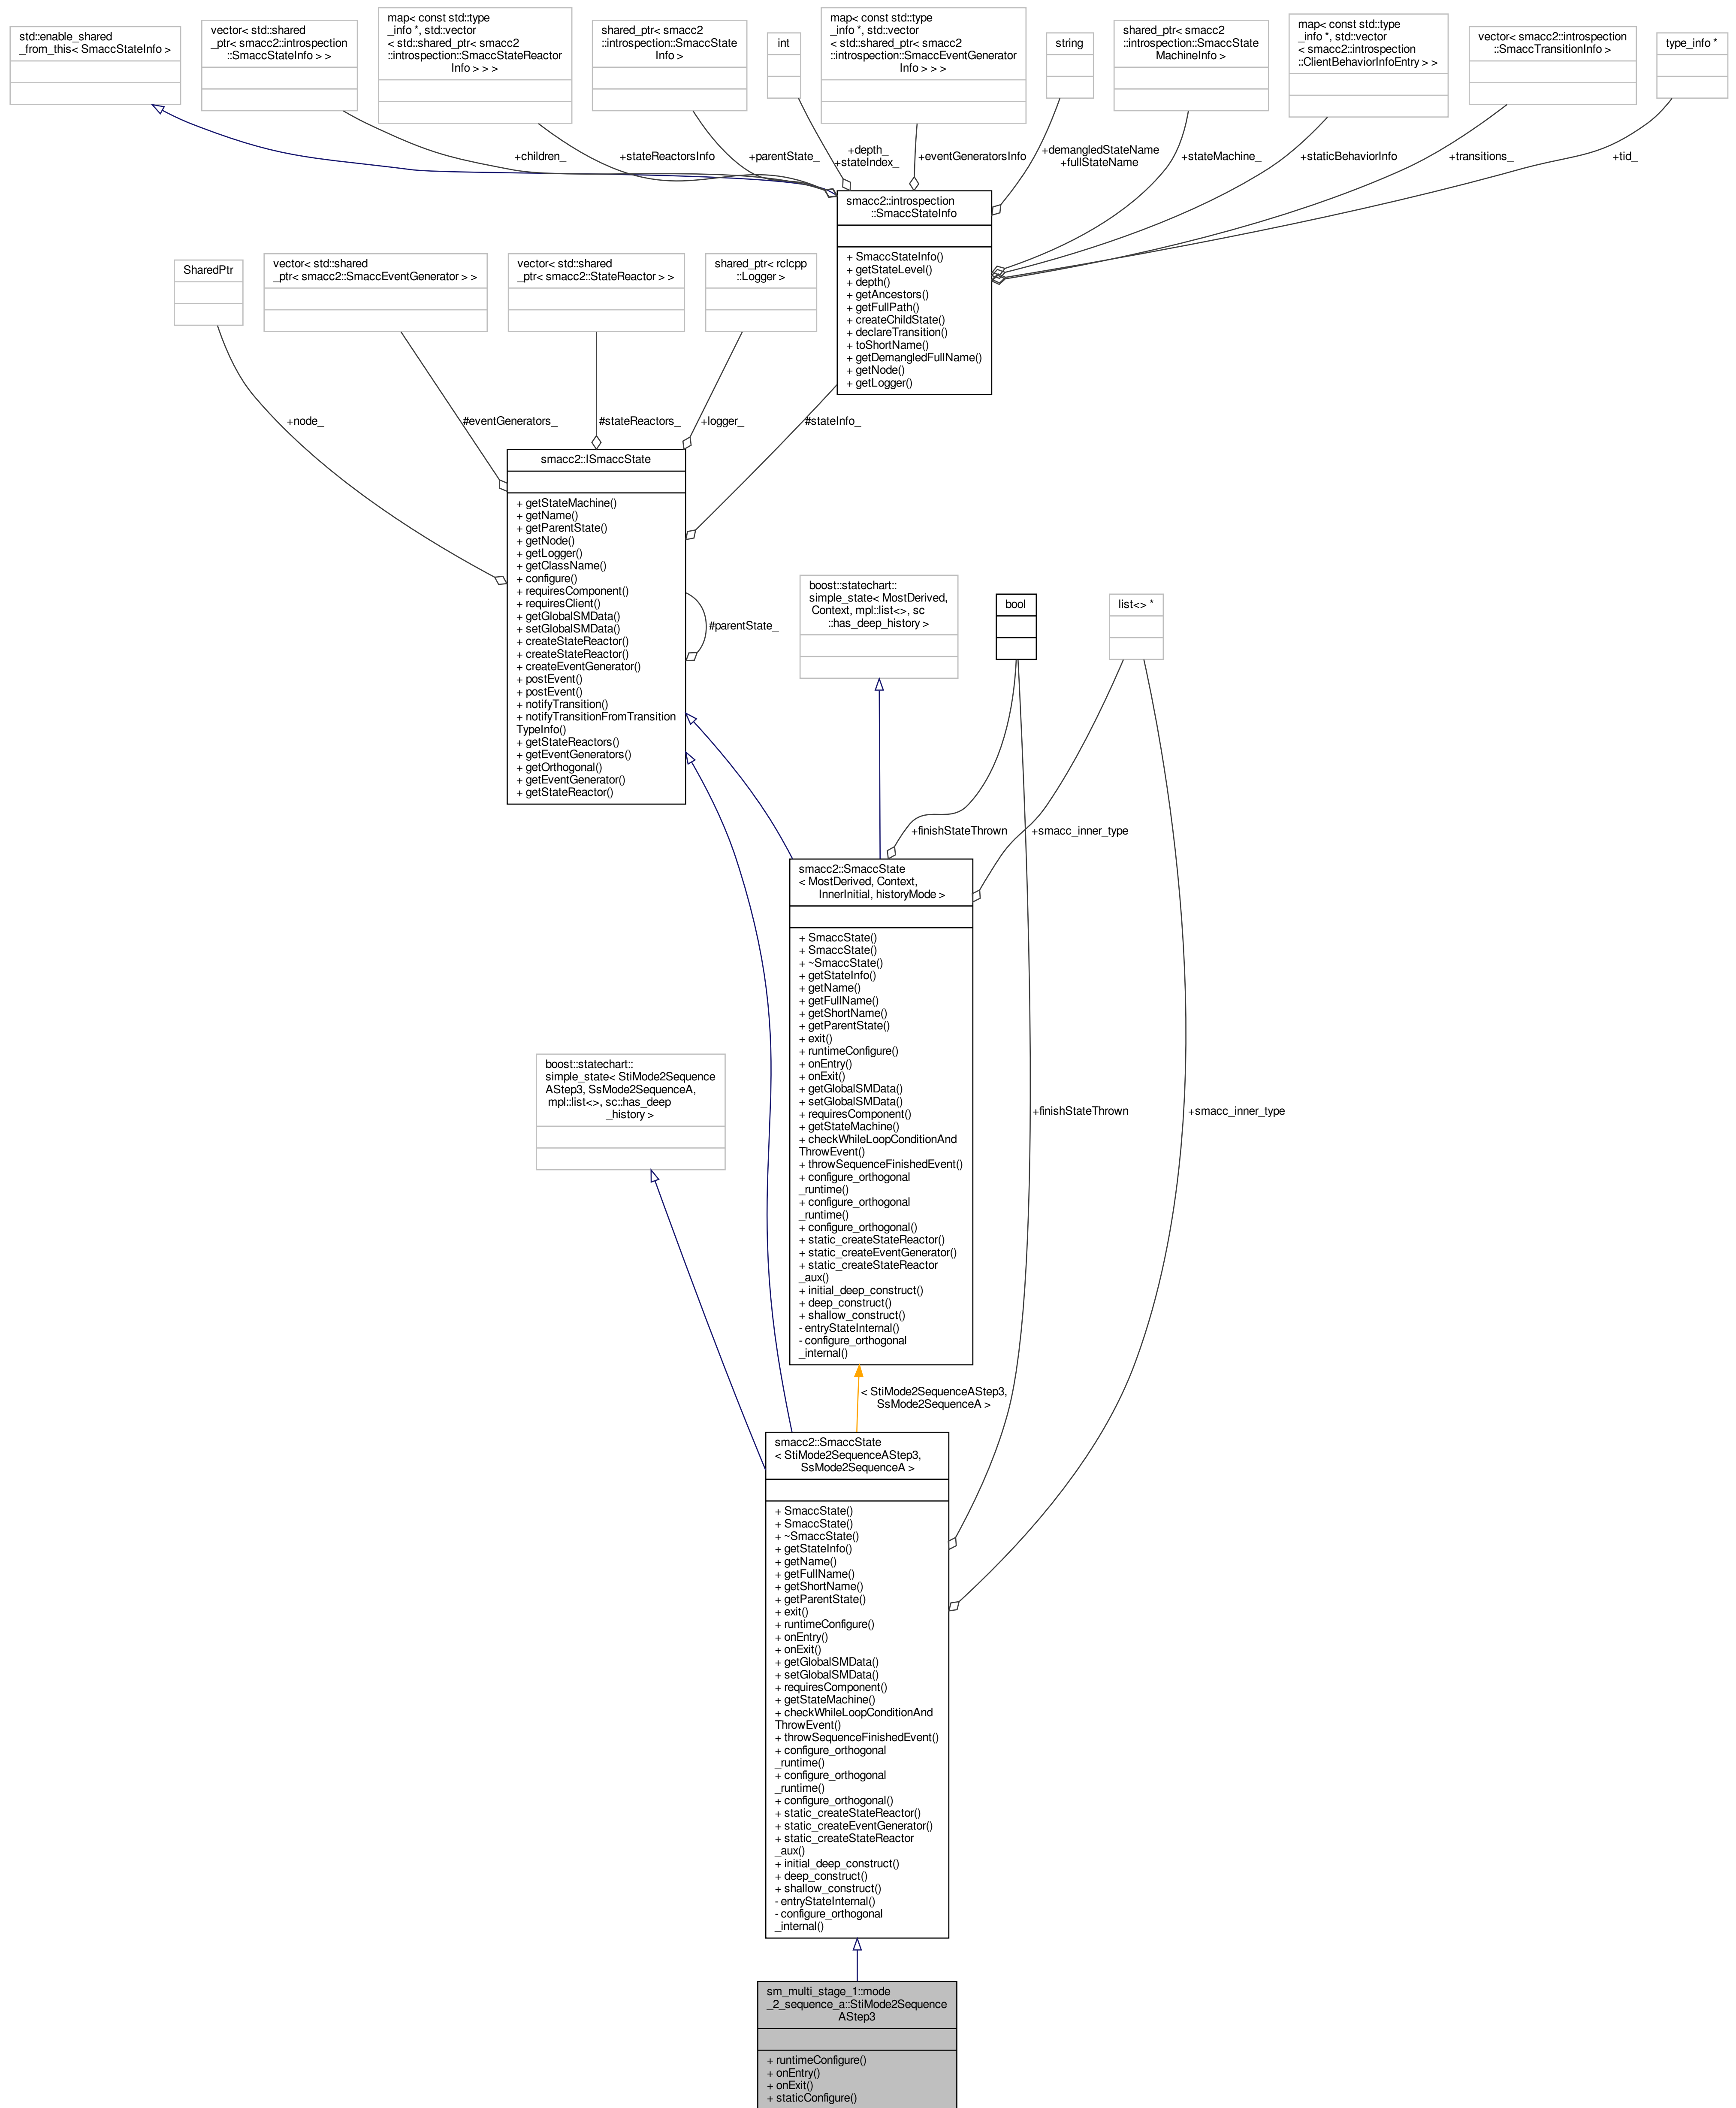 std::enable_shared
_from_this< SmaccStateInfo >
vector< std::shared
_ptr< smacc2::introspection
::SmaccStateInfo > >
map< const std::type
_info *, std::vector
< std::shared_ptr< smacc2
::introspection::SmaccStateReactor
Info > > >
shared_ptr< smacc2
::introspection::SmaccState
Info >
int
map< const std::type
_info *, std::vector
< std::shared_ptr< smacc2
::introspection::SmaccEventGenerator
Info > > >
string
shared_ptr< smacc2
::introspection::SmaccState
MachineInfo >
map< const std::type
_info *, std::vector
< smacc2::introspection
::ClientBehaviorInfoEntry > >
vector< smacc2::introspection
::SmaccTransitionInfo >
type_info *
+children_
+stateReactorsInfo
+parentState_
+depth_
+stateIndex_
+eventGeneratorsInfo
+demangledStateName
+fullStateName
+stateMachine_
+staticBehaviorInfo
+transitions_
+tid_
smacc2::introspection
::SmaccStateInfo
+ SmaccStateInfo()
+ getStateLevel()
+ depth()
+ getAncestors()
+ getFullPath()
+ createChildState()
+ declareTransition()
+ toShortName()
+ getDemangledFullName()
+ getNode()
+ getLogger()
SharedPtr
vector< std::shared
_ptr< smacc2::SmaccEventGenerator > >
vector< std::shared
_ptr< smacc2::StateReactor > >
shared_ptr< rclcpp
::Logger >
+node_
#eventGenerators_
#stateReactors_
+logger_
#stateInfo_
smacc2::ISmaccState
+ getStateMachine()
+ getName()
+ getParentState()
+ getNode()
+ getLogger()
+ getClassName()
+ configure()
+ requiresComponent()
+ requiresClient()
+ getGlobalSMData()
+ setGlobalSMData()
+ createStateReactor()
+ createStateReactor()
+ createEventGenerator()
+ postEvent()
+ postEvent()
+ notifyTransition()
+ notifyTransitionFromTransition
TypeInfo()
+ getStateReactors()
+ getEventGenerators()
+ getOrthogonal()
+ getEventGenerator()
+ getStateReactor()
#parentState_
boost::statechart::
simple_state< MostDerived,
Context, mpl::list<>, sc
::has_deep_history >
bool
list<> *
+finishStateThrown
+smacc_inner_type
smacc2::SmaccState
< MostDerived, Context,
InnerInitial, historyMode >
+ SmaccState()
+ SmaccState()
+ ~SmaccState()
+ getStateInfo()
+ getName()
+ getFullName()
+ getShortName()
+ getParentState()
+ exit()
+ runtimeConfigure()
+ onEntry()
+ onExit()
+ getGlobalSMData()
+ setGlobalSMData()
+ requiresComponent()
+ getStateMachine()
+ checkWhileLoopConditionAnd
ThrowEvent()
+ throwSequenceFinishedEvent()
+ configure_orthogonal
_runtime()
+ configure_orthogonal
_runtime()
+ configure_orthogonal()
+ static_createStateReactor()
+ static_createEventGenerator()
+ static_createStateReactor
_aux()
+ initial_deep_construct()
+ deep_construct()
+ shallow_construct()
- entryStateInternal()
- configure_orthogonal
_internal()
boost::statechart::
simple_state< StiMode2Sequence
AStep3, SsMode2SequenceA,
mpl::list<>, sc::has_deep
_history >
+finishStateThrown
+smacc_inner_type
< StiMode2SequenceAStep3,
SsMode2SequenceA >
smacc2::SmaccState
< StiMode2SequenceAStep3,
SsMode2SequenceA >
+ SmaccState()
+ SmaccState()
+ ~SmaccState()
+ getStateInfo()
+ getName()
+ getFullName()
+ getShortName()
+ getParentState()
+ exit()
+ runtimeConfigure()
+ onEntry()
+ onExit()
+ getGlobalSMData()
+ setGlobalSMData()
+ requiresComponent()
+ getStateMachine()
+ checkWhileLoopConditionAnd
ThrowEvent()
+ throwSequenceFinishedEvent()
+ configure_orthogonal
_runtime()
+ configure_orthogonal
_runtime()
+ configure_orthogonal()
+ static_createStateReactor()
+ static_createEventGenerator()
+ static_createStateReactor
_aux()
+ initial_deep_construct()
+ deep_construct()
+ shallow_construct()
- entryStateInternal()
- configure_orthogonal
_internal()
sm_multi_stage_1::mode
_2_sequence_a::StiMode2Sequence
AStep3
+ runtimeConfigure()
+ onEntry()
+ onExit()
+ staticConfigure()